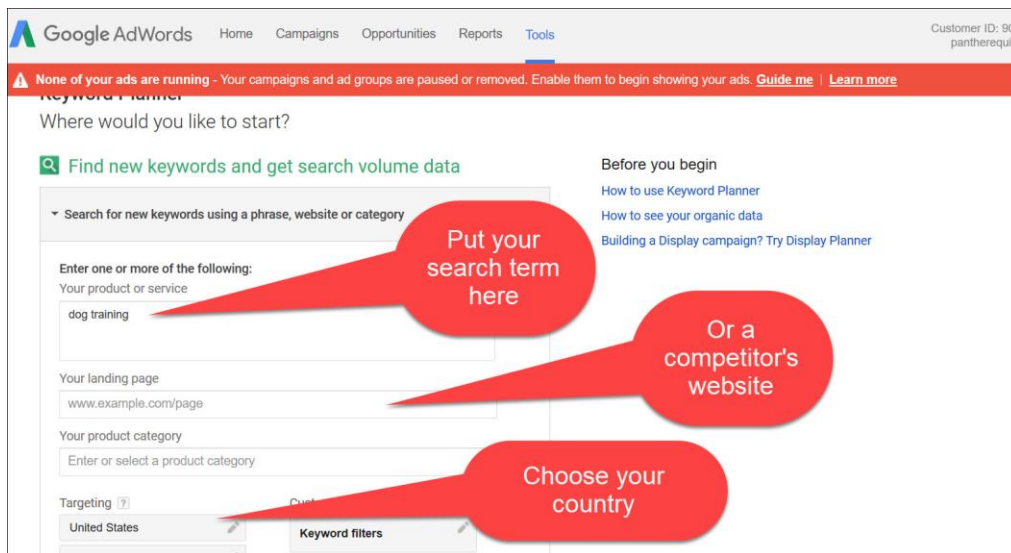 Google AdWords Home Campaigns Opportunities Reports Tools
Customer ID: 90
pantherequi
None of your ads are running - Your campaigns and ad groups are paused or removed. Enable them to begin showing your ads. Guide me | Learn more
Keyword Planner
Where would you like to start?
Find new keywords and get search volume data
Search for new keywords using a phrase, website or category
Enter one or more of the following:
Your product or service
dog training
Your landing page
www.example.com/page
Your product category
Enter or select a product category
Targeting ?
United States
Keyword filters
Before you begin
How to use Keyword Planner
How to see your organic data
Building a Display campaign? Try Display Planner
Put your
search term
here
Or a
competitor's
website
Choose your
country